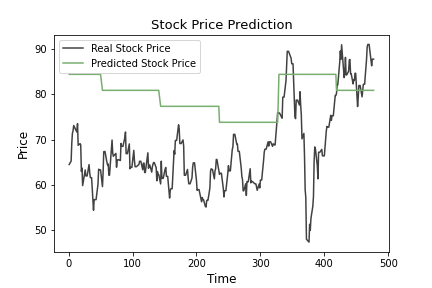 Stock Price Prediction
Real Stock Price
Predicted Stock Price
Price
90
80
70
60
50
0 100 200 300 400 500
Time